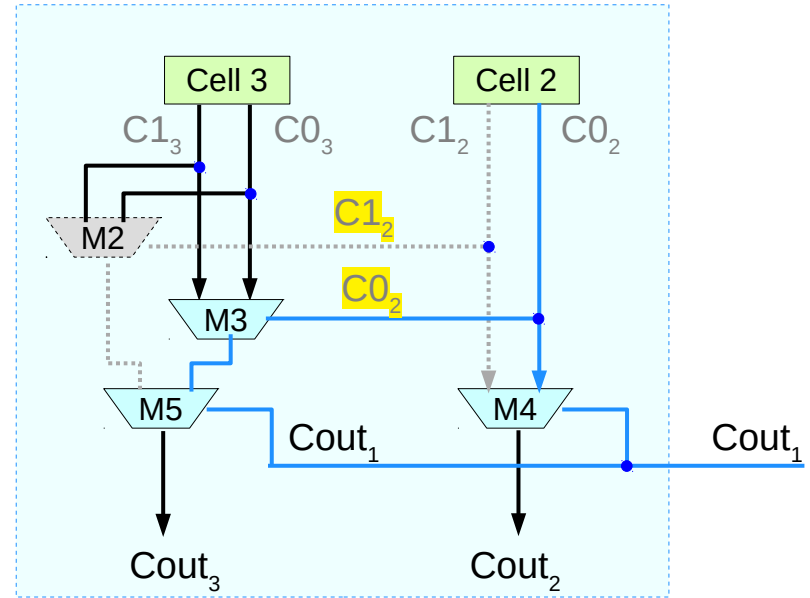 Cell 3
Cell 2
C1₃
C0₃
C1₂
C0₂
C1₂
M2
C0₂
M3
M5
M4
Cout₁
Cout₁
Cout₃
Cout₂